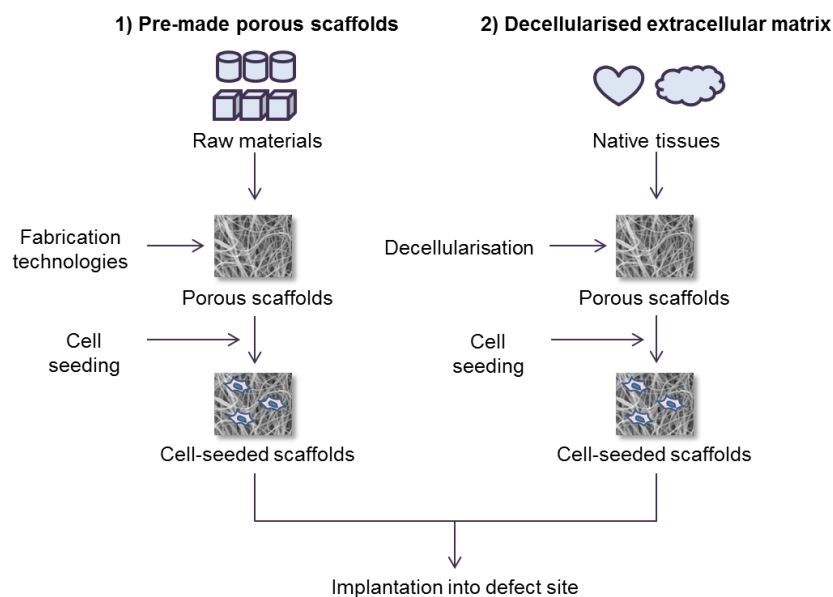 1) Pre-made porous scaffolds
Raw materials
Fabrication
technologies
Porous scaffolds
Cell
seeding
Cell-seeded scaffolds
2) Decellularised extracellular matrix
Native tissues
Decellularisation
Porous scaffolds
Cell
seeding
Cell-seeded scaffolds
Implantation into defect site